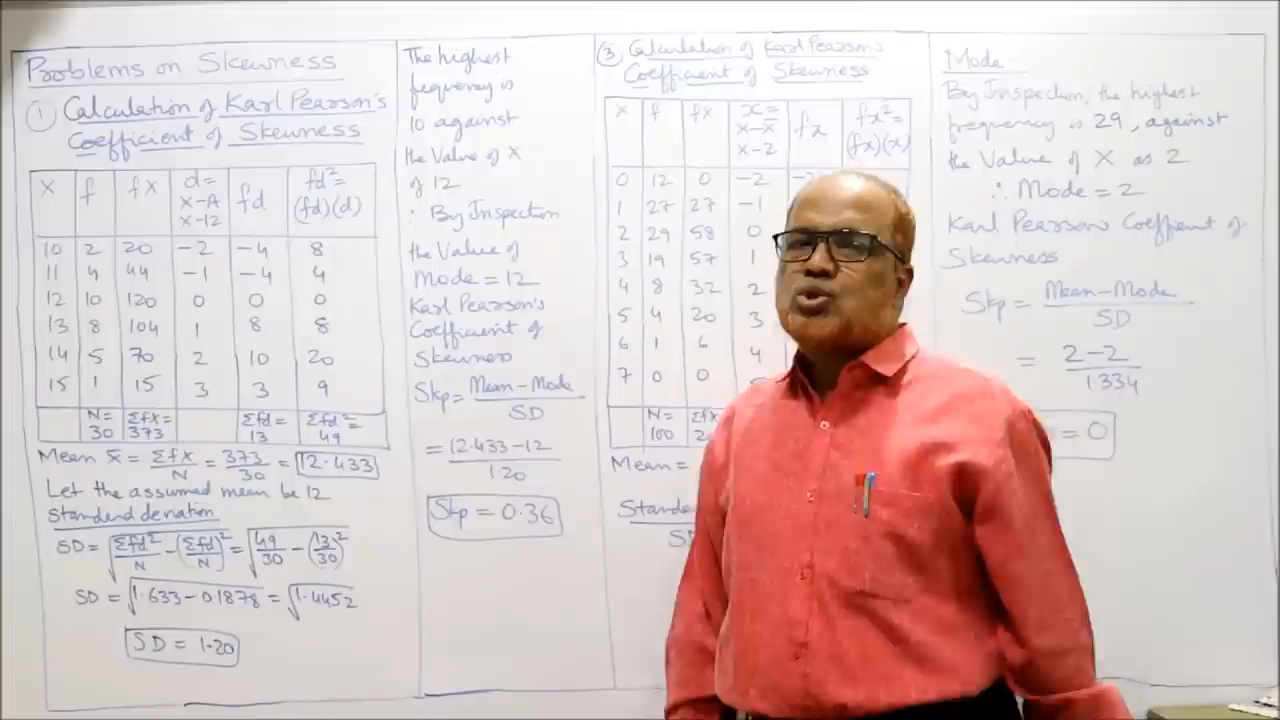 Problems on Skewness
① Calculation of Karl Pearson's
Coefficient of Skewness
X f fX d= X-A X-12 fd fd²= (fd)(d)
10 2 20 -2 -4 8
11 4 44 -1 -4 4
12 10 120 0 0 0
13 8 104 1 8 8
14 5 70 2 10 20
15 1 15 3 3 9
N= 30 Σfx= 373 Σfd= 13 Σfd²= 49
Mean x̄ = Σfx/N = 373/30 = 12.433
Let the assumed mean be 12
Standard deviation
SD = √Σfd²/N - (Σfd/N)² = √49/30 - (13/30)²
SD = √1.633-0.1878 = √1.4452
SD = 1.20
The highest
frequency is
10 against
the Value of X
of 12
∴ By Inspection
the Value of
Mode = 12
Karl Pearson's
Coefficient of
Skewness
Skp = Mean-Mode/SD
= 12.433-12/1.20
Skp = 0.36
③ Calculation of Karl Pearson's
Coefficient of Skewness
X f fX x= X-x̄ X-2 fx fx²= (fx)(x)
0 12 0 -2
1 27 27 -1
2 29 58 0
3 19 57 1
4 8 32 2
5 4 20 3
6 1 6 4
7 0 0
N= 100 Σfx
Mean =
Mode:
By Inspection, the highest
frequency is 29, against
the Value of X as 2
∴ Mode = 2
Karl Pearson's Coefficient of
Skewness
Skp = Mean-Mode/SD
= 2-2/1.334
= 0